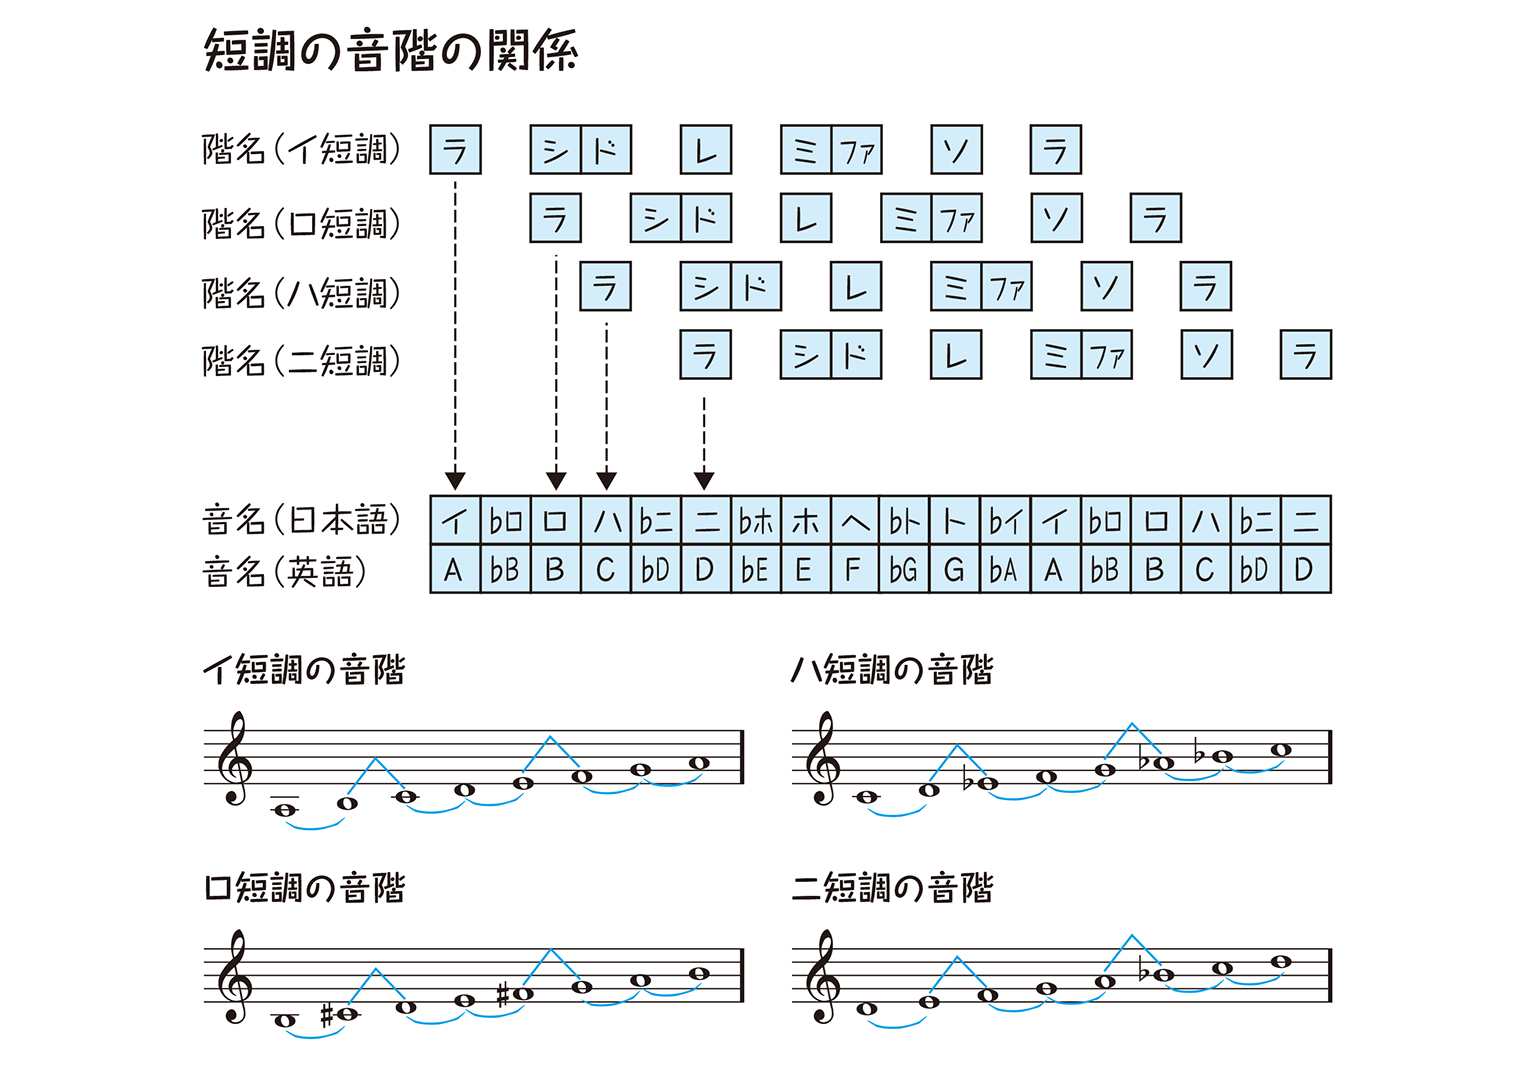 短調の音階の関係
階名(イ短調) ラ シ ド レ ミ ファ ソ ラ
階名(ロ短調) ラ シ ド レ ミ ファ ソ ラ
階名(ハ短調) ラ シ ド レ ミ ファ ソ ラ
階名(ニ短調) ラ シ ド レ ミ ファ ソ ラ
音名(日本語) イ ♭ロ ロ ハ ♭ニ ニ ♭ホ ホ ヘ ♭ト ト ♭イ イ ♭ロ ロ ハ ♭ニ ニ
音名(英語) A ♭B B C ♭D D ♭E E F ♭G G ♭A A ♭B B C ♭D D
イ短調の音階
ハ短調の音階
ロ短調の音階
ニ短調の音階